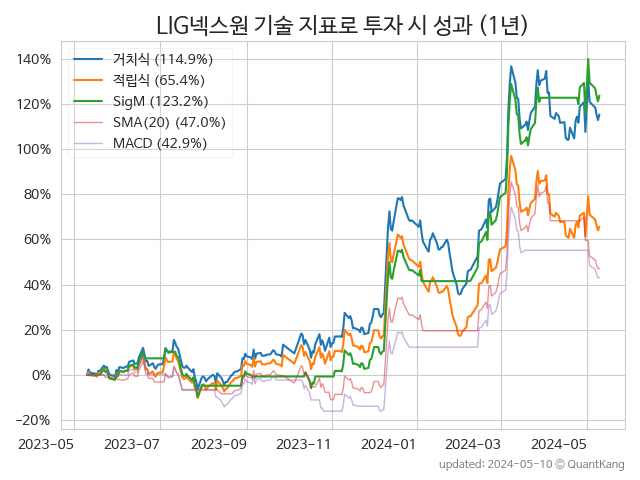 LIG넥스원 기술 지표로 투자 시 성과 (1년)
140%
120%
100%
80%
60%
40%
20%
0%
−20%
거치식 (114.9%)
적립식 (65.4%)
SigM (123.2%)
SMA(20) (47.0%)
MACD (42.9%)
2023-05
2023-07
2023-09
2023-11
2024-01
2024-03
2024-05
updated: 2024-05-10 © QuantKang